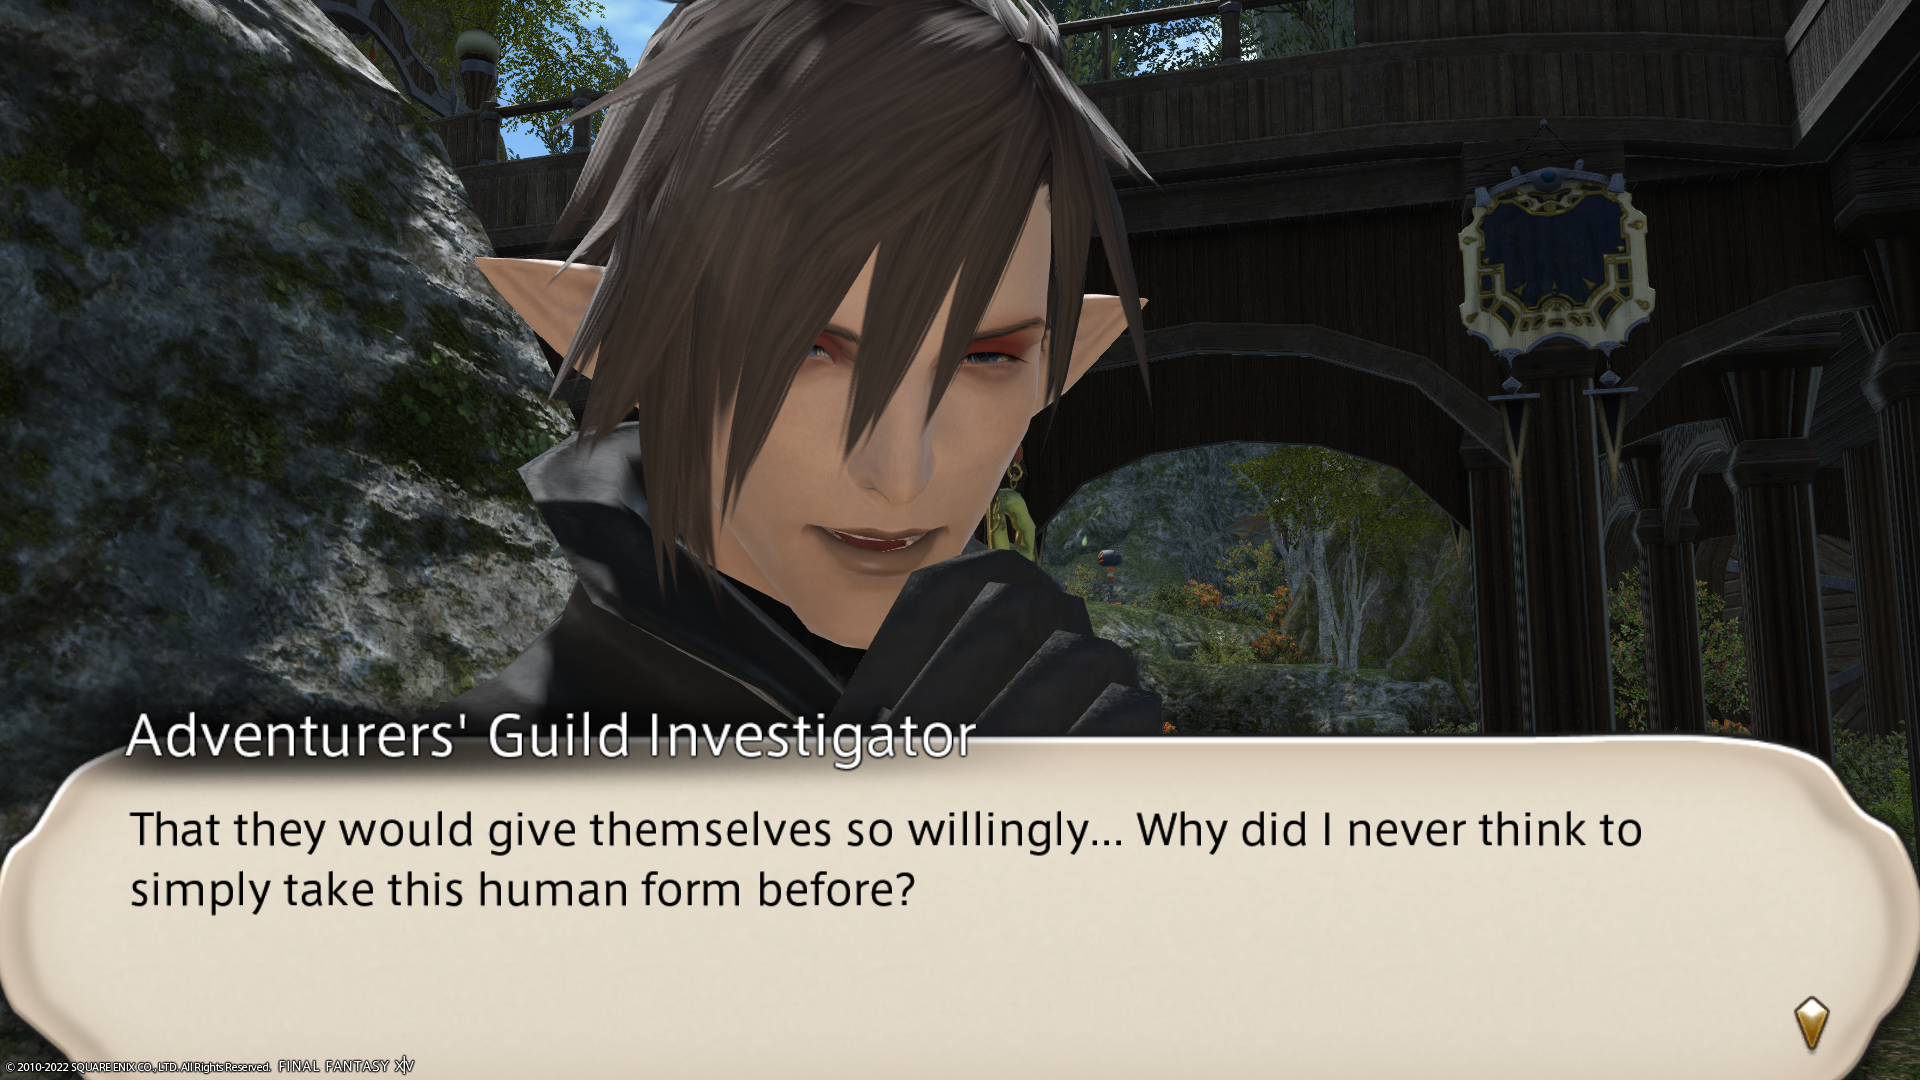 Adventurers' Guild Investigator
That they would give themselves so willingly... Why did I never think to
simply take this human form before?
© 2010-2022 SQUARE ENIX CO., LTD. All Rights Reserved. FINAL FANTASY XIV